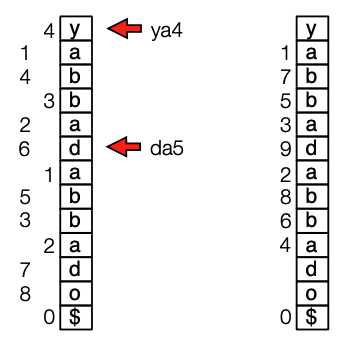 4 y ya4 y
1 a 1 a
4 b 7 b
3 b 5 b
2 a 3 a
6 d da5 9 d
1 a 2 a
5 b 8 b
3 b 6 b
2 a 4 a
7 d d
8 o o
0 $ 0 $